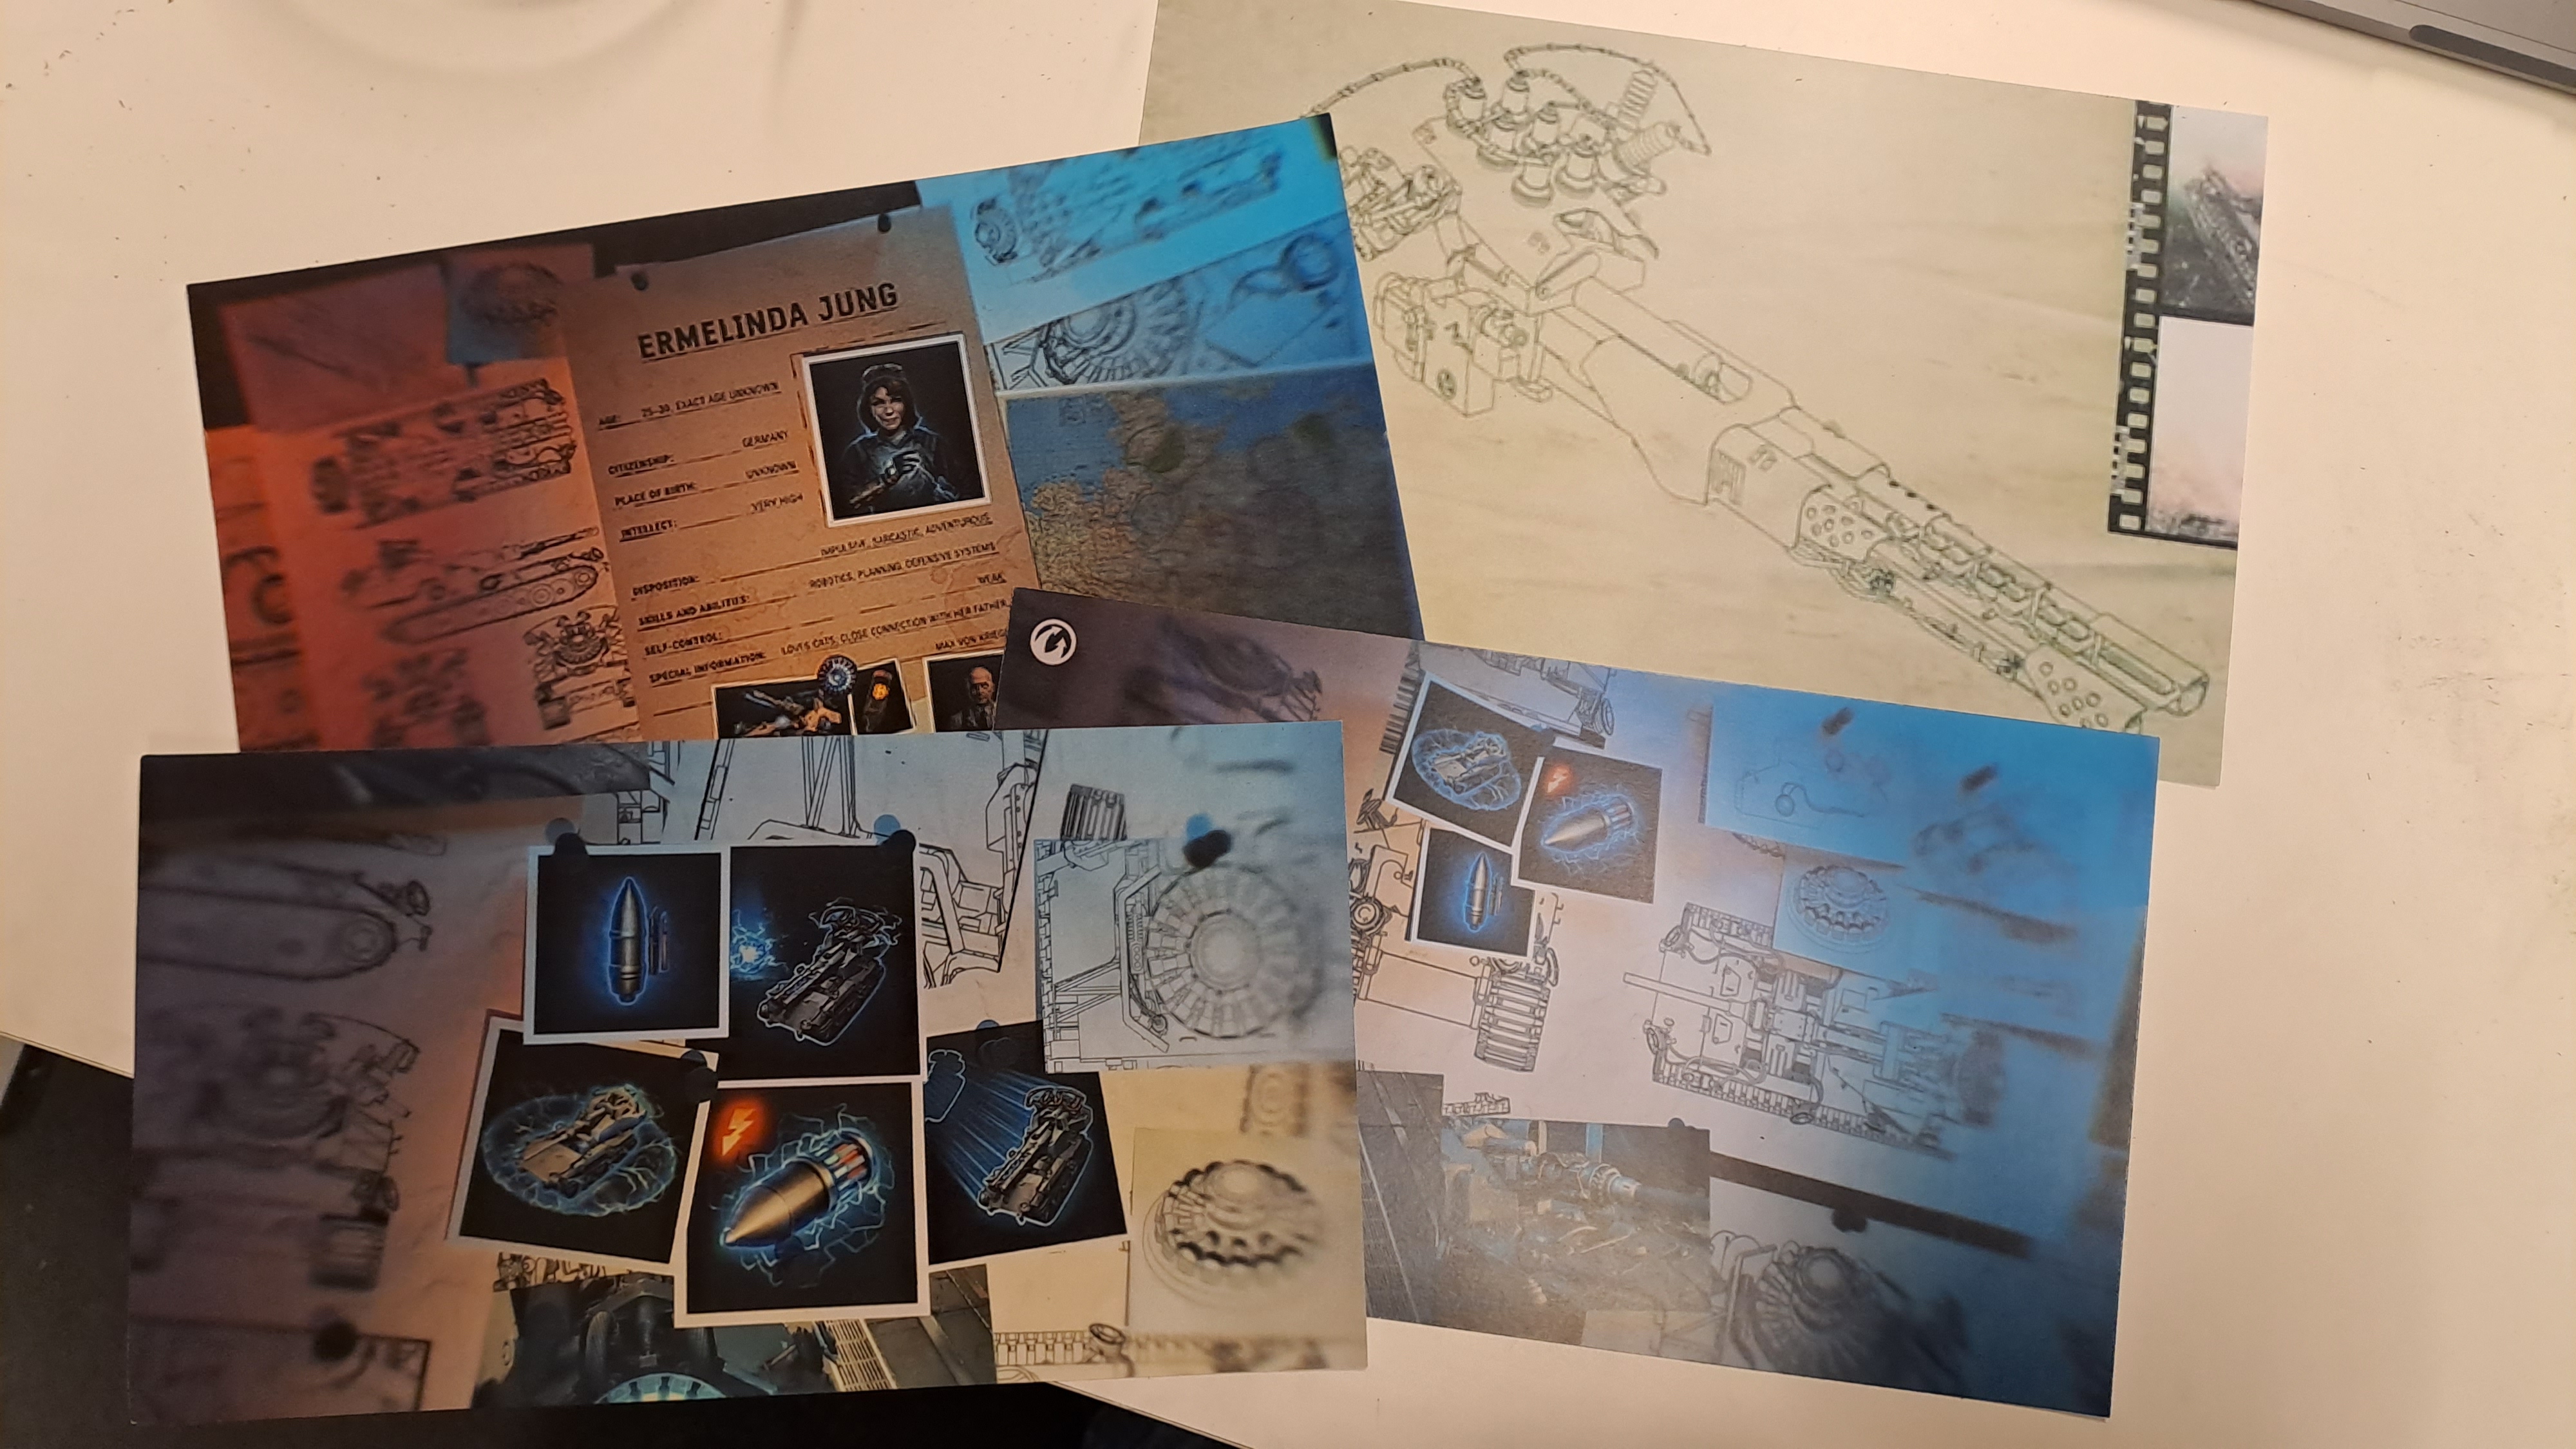 ERMELINDA JUNG
AGE: 25-30, EXACT AGE UNKNOWN
CITIZENSHIP: GERMANY
PLACE OF BIRTH: UNKNOWN
INTELLECT: VERY HIGH
DISPOSITION: IMPULSIVE, SARCASTIC, ADVENTUROUS
SKILLS AND ABILITIES: ROBOTICS, PLANNING, DEFENSIVE SYSTEMS
SELF-CONTROL: WEAK
SPECIAL INFORMATION: LOVES CATS, CLOSE CONNECTION WITH HER FATHER,
MAX VON